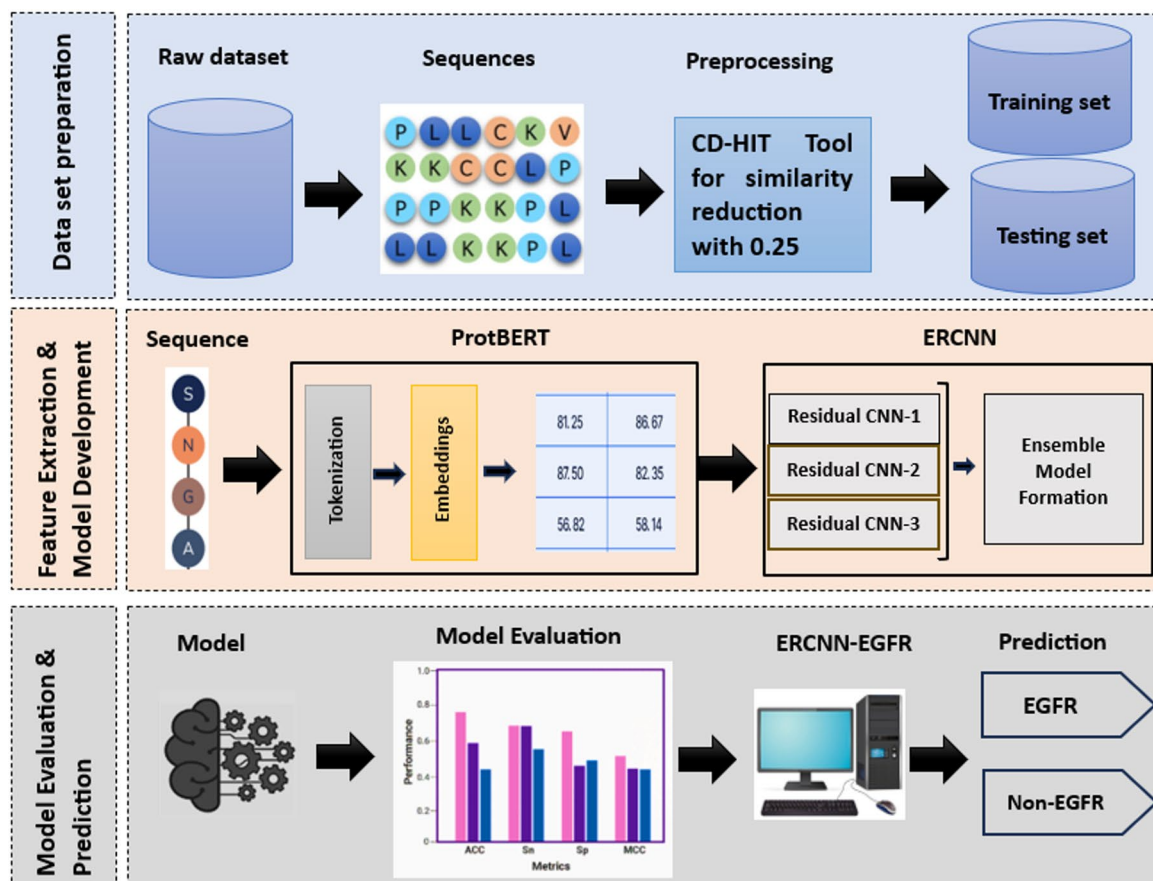 Data set preparation
Raw dataset
Sequences
P L L C K V
K K C C L P
P P K K P L
L L K K P L
Preprocessing
CD-HIT Tool
for similarity
reduction
with 0.25
Training set
Testing set
Feature Extraction &
Model Development
Sequence
S
N
G
A
ProtBERT
Tokenization
Embeddings
81.25 86.67
87.50 82.35
56.82 58.14
ERCNN
Residual CNN-1
Residual CNN-2
Residual CNN-3
Ensemble
Model
Formation
Model Evaluation &
Prediction
Model
Model Evaluation
Performance
1.0
0.8
0.6
0.4
0.2
0
ACC Sn Sp MCC
Metrics
ERCNN-EGFR
Prediction
EGFR
Non-EGFR